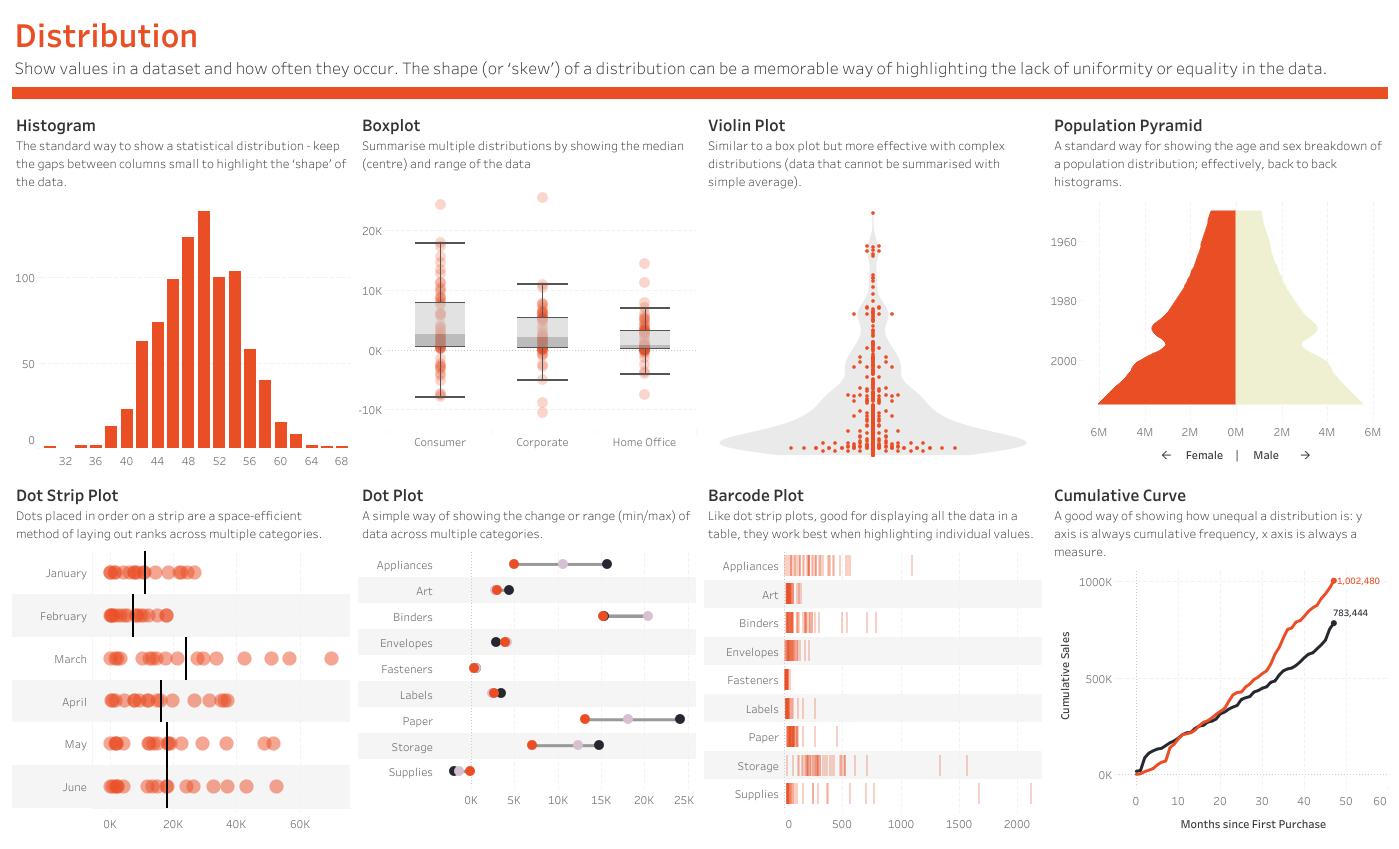 Distribution
Show values in a dataset and how often they occur. The shape (or ‘skew’) of a distribution can be a memorable way of highlighting the lack of uniformity or equality in the data.
Histogram
The standard way to show a statistical distribution - keep
the gaps between columns small to highlight the ‘shape’ of
the data.
100
50
0
32 36 40 44 48 52 56 60 64 68
Boxplot
Summarise multiple distributions by showing the median
(centre) and range of the data
20K
10K
0K
-10K
Consumer Corporate Home Office
Violin Plot
Similar to a box plot but more effective with complex
distributions (data that cannot be summarised with
simple average).
Population Pyramid
A standard way for showing the age and sex breakdown of
a population distribution; effectively, back to back
histograms.
1960
1980
2000
6M 4M 2M 0M 2M 4M 6M
← Female | Male →
Dot Strip Plot
Dots placed in order on a strip are a space-efficient
method of laying out ranks across multiple categories.
January
February
March
April
May
June
0K 20K 40K 60K
Dot Plot
A simple way of showing the change or range (min/max) of
data across multiple categories.
Appliances
Art
Binders
Envelopes
Fasteners
Labels
Paper
Storage
Supplies
0K 5K 10K 15K 20K 25K
Barcode Plot
Like dot strip plots, good for displaying all the data in a
table, they work best when highlighting individual values.
Appliances
Art
Binders
Envelopes
Fasteners
Labels
Paper
Storage
Supplies
0 500 1000 1500 2000
Cumulative Curve
A good way of showing how unequal a distribution is: y
axis is always cumulative frequency, x axis is always a
measure.
1000K
1,002,480
783,444
Cumulative Sales
500K
0K
0 10 20 30 40 50 60
Months since First Purchase